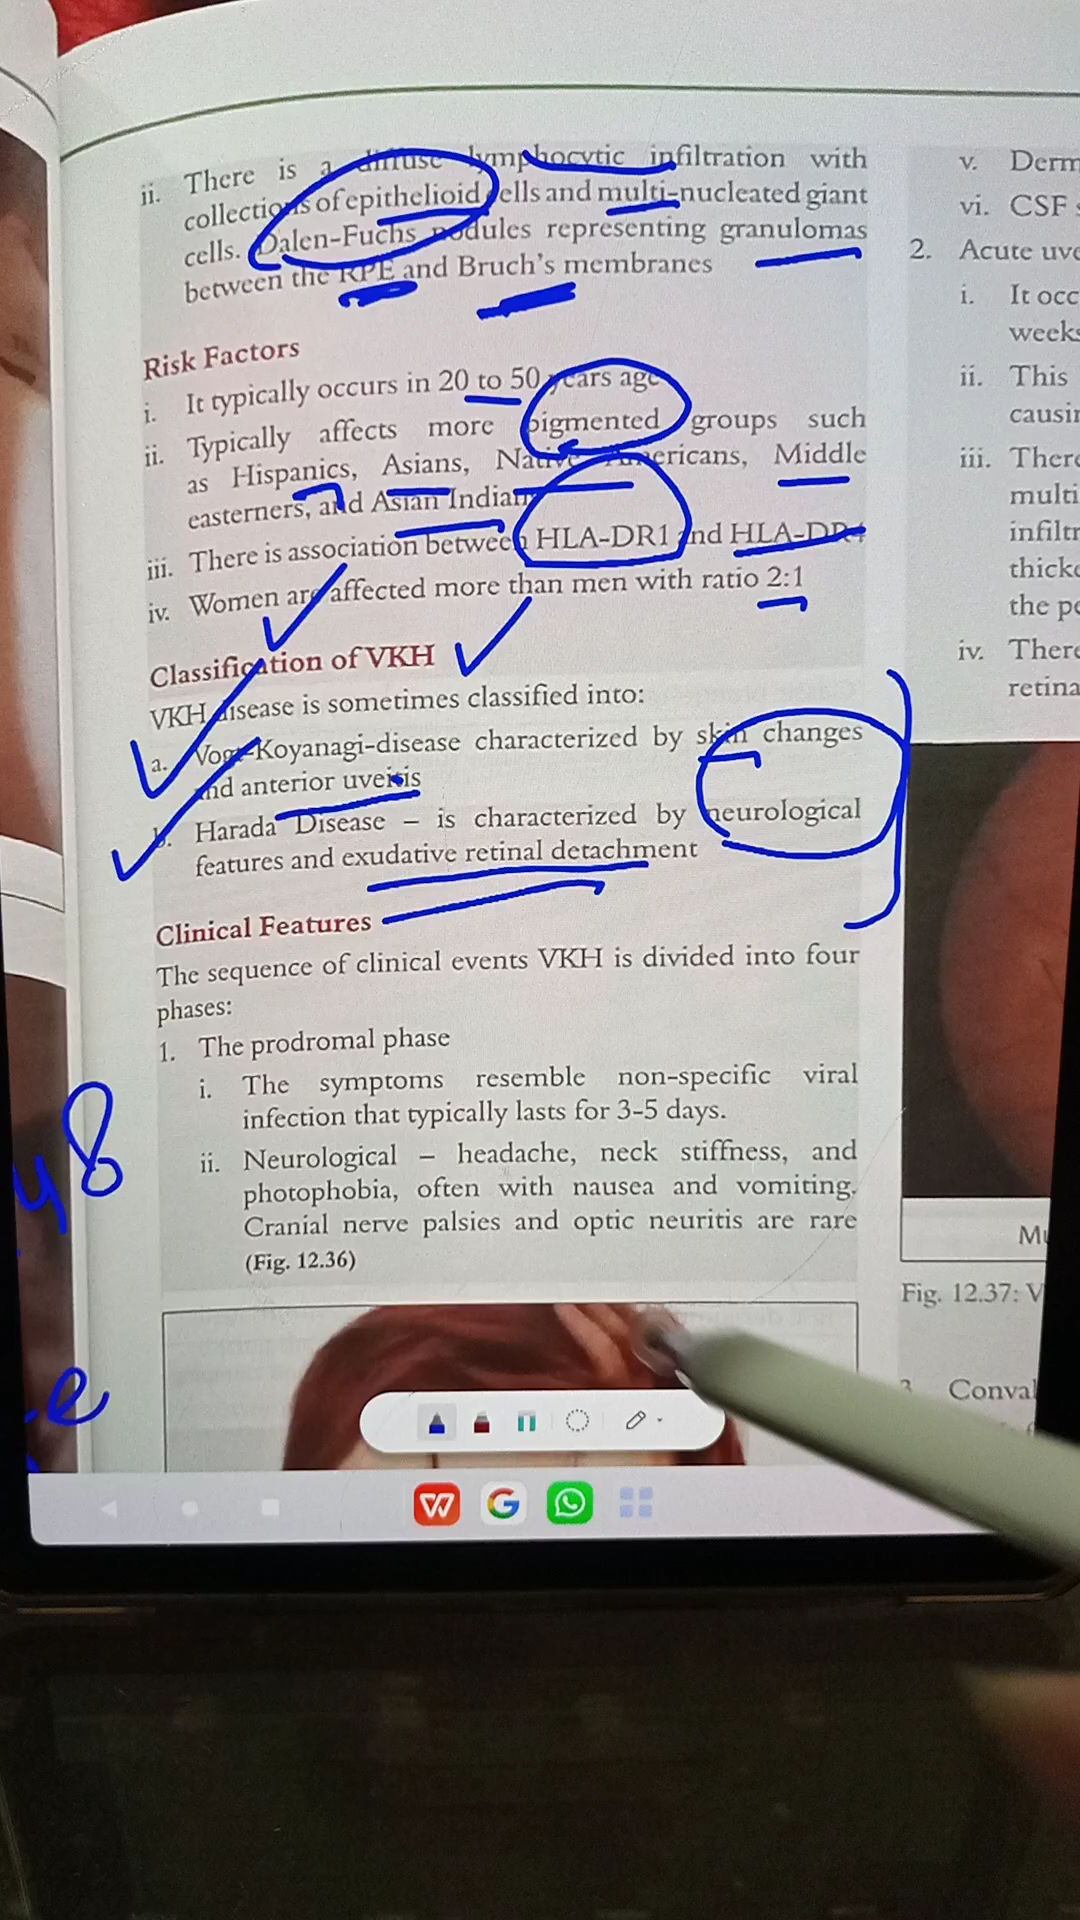 ii. There is a diffuse lymphocytic infiltration with
collections of epithelioid cells and multi-nucleated giant
cells. Dalen-Fuchs nodules representing granulomas
between the RPE and Bruch's membranes
Risk Factors
i. It typically occurs in 20 to 50 years age
ii. Typically affects more pigmented groups such
as Hispanics, Asians, Native Americans, Middle
easterners, and Asian Indian
iii. There is association between HLA-DR1 and HLA-DR4
iv. Women are affected more than men with ratio 2:1
Classification of VKH
VKH disease is sometimes classified into:
a. Vogt-Koyanagi-disease characterized by skin changes
and anterior uveitis
b. Harada Disease – is characterized by neurological
features and exudative retinal detachment
Clinical Features
The sequence of clinical events VKH is divided into four
phases:
1. The prodromal phase
i. The symptoms resemble non-specific viral
infection that typically lasts for 3-5 days.
ii. Neurological – headache, neck stiffness, and
photophobia, often with nausea and vomiting.
Cranial nerve palsies and optic neuritis are rare
(Fig. 12.36)
48
e
v. Derm
vi. CSF
2. Acute uve
i. It occ
weeks
ii. This
causin
iii. There
multi
infiltr
thicke
the pe
iv. There
retina
Mu
Fig. 12.37: V
3 Conval